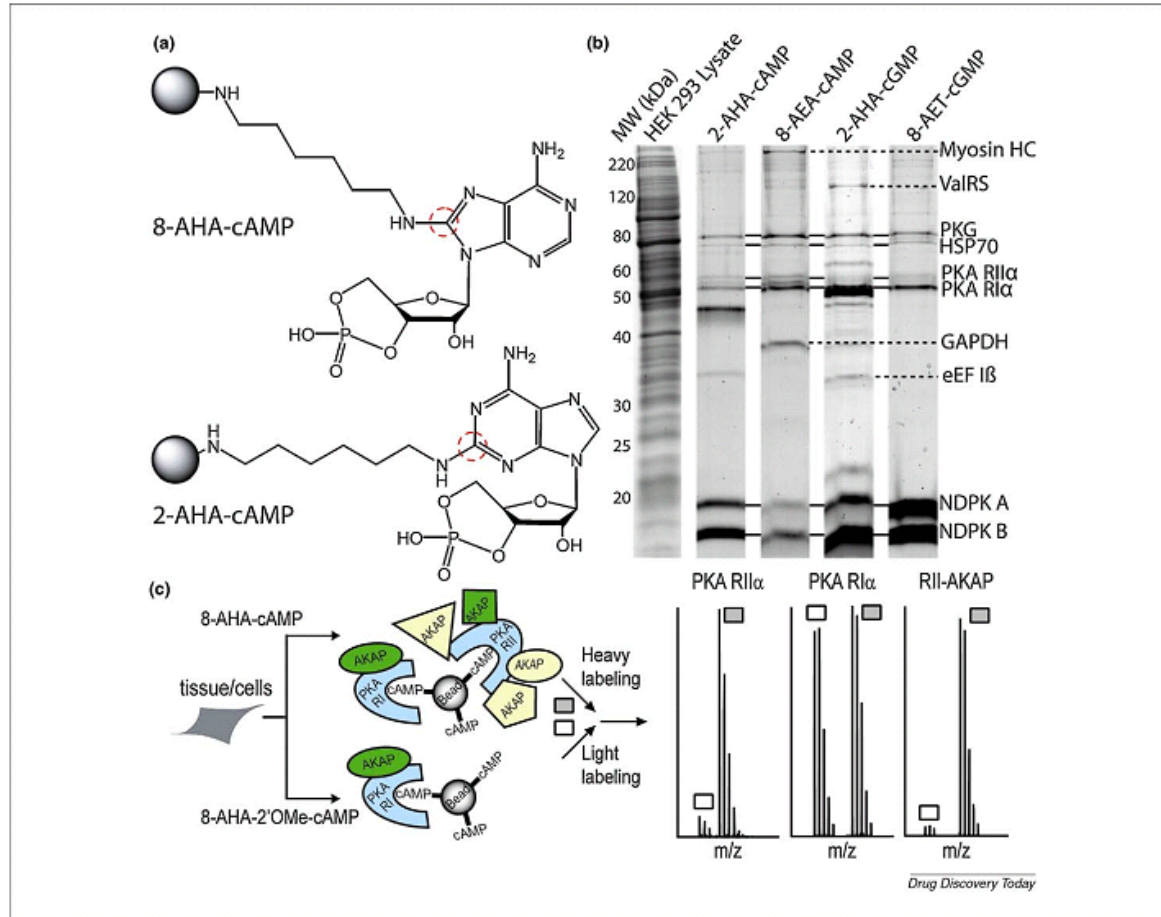 (a)
NH
NH₂
N
N
HN
N
N
8-AHA-cAMP
O
O
HO
P
O
OH
O
NH₂
N
N
H
N
N
H
N
N
2-AHA-cAMP
O
O
HO
P
O
OH
O
(b)
MW (kDa)
HEK 293 Lysate
2-AHA-cAMP
8-AEA-cAMP
2-AHA-cGMP
8-AET-cGMP
220
120
80
60
50
40
30
25
20
Myosin HC
ValRS
PKG
HSP70
PKA RIIα
PKA RIα
GAPDH
eEF Iß
NDPK A
NDPK B
(c)
8-AHA-cAMP
tissue/cells
8-AHA-2'OMe-cAMP
AKAP
PKA
RI
cAMP
Bead
cAMP
cAMP
AKAP
AKAP
PKA
RII
AKAP
AKAP
AKAP
PKA
RI
cAMP
Bead
cAMP
cAMP
Heavy
labeling
Light
labeling
PKA RIIα
PKA RIα
RII-AKAP
m/z
m/z
m/z
Drug Discovery Today